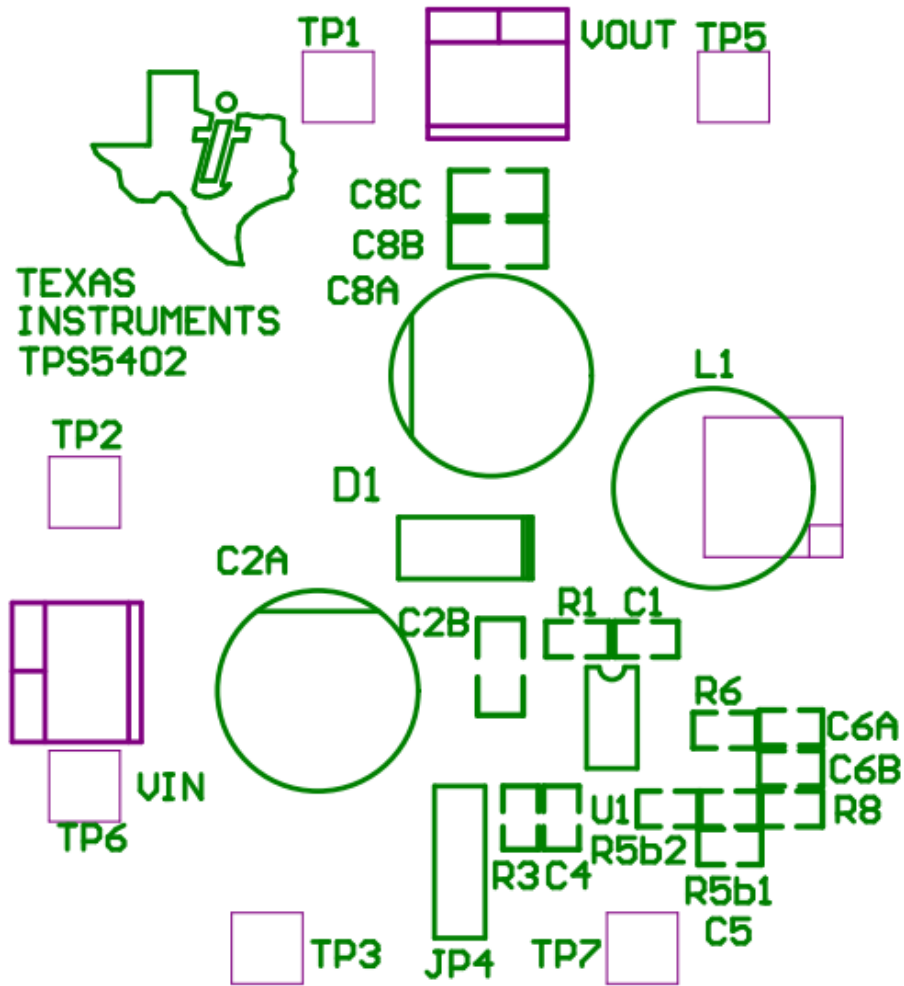 TP1
VOUT
TP5
C8C
C8B
C8A
TEXAS
INSTRUMENTS
TPS5402
L1
TP2
D1
C2A
C2B
R1
C1
R6
C6A
C6B
VIN
U1
R8
TP6
R5b2
R3
C4
R5b1
C5
TP3
JP4
TP7